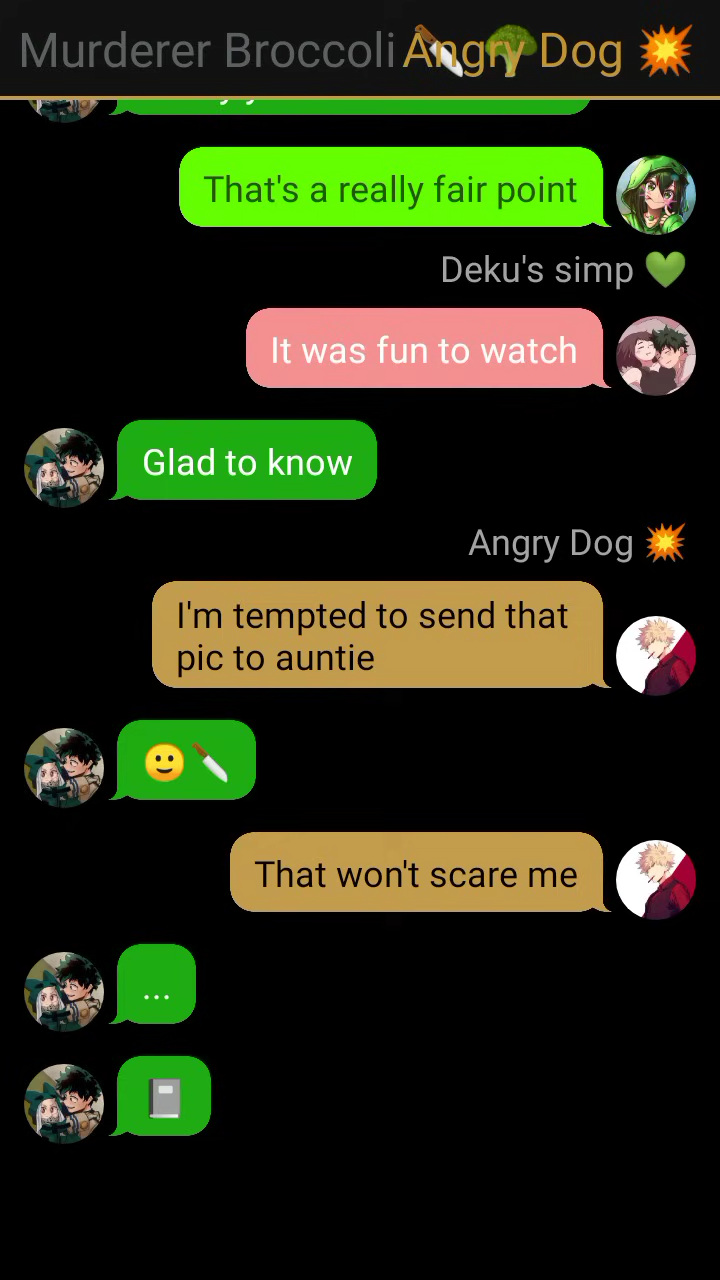 Murderer Broccoli 🔪🥦 Angry Dog 💥
That's a really fair point
Deku's simp 💚
It was fun to watch
Glad to know
Angry Dog 💥
I'm tempted to send that
pic to auntie
🙂🔪
That won't scare me
...
📓